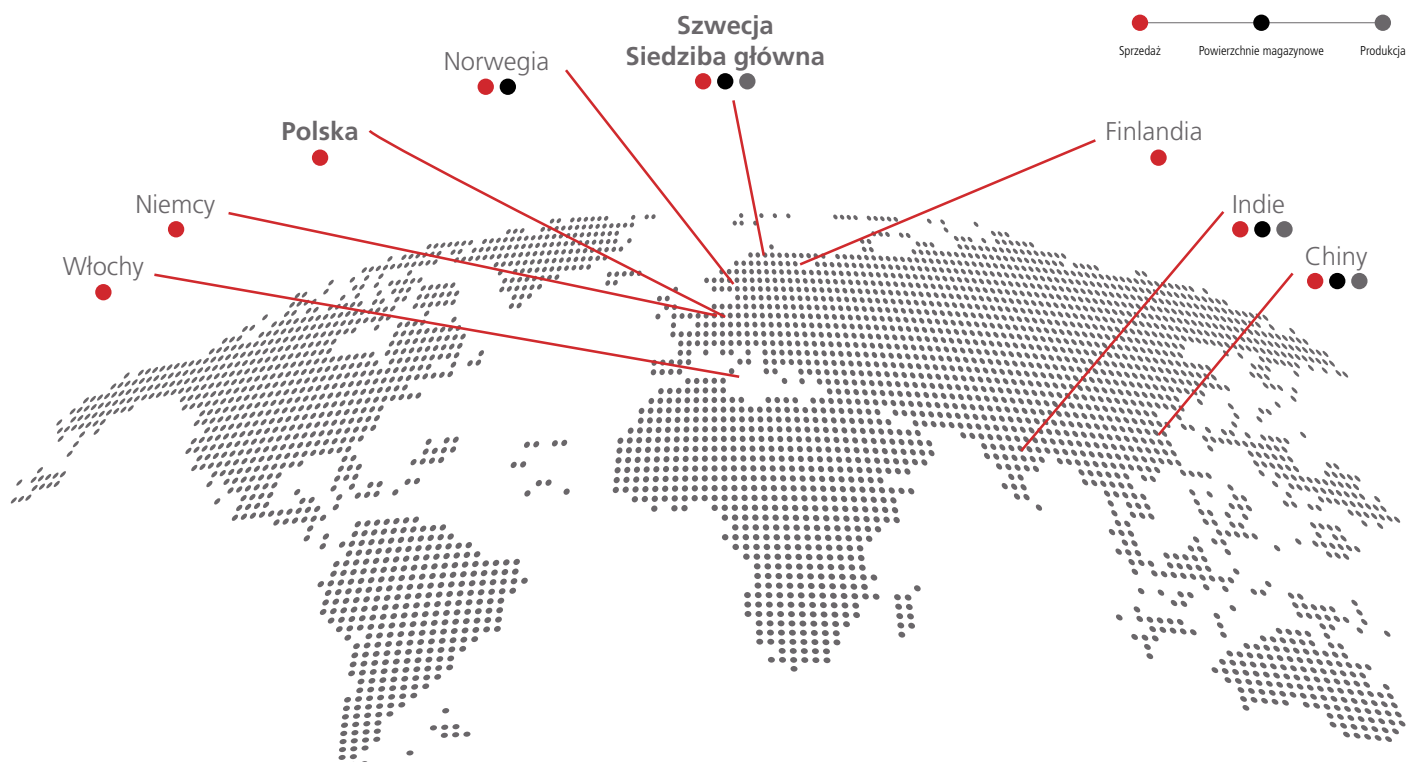 Szwecja
Siedziba główna
Norwegia
Polska
Niemcy
Włochy
Finlandia
Indie
Chiny
Sprzedaż
Powierzchnie magazynowe
Produkcja